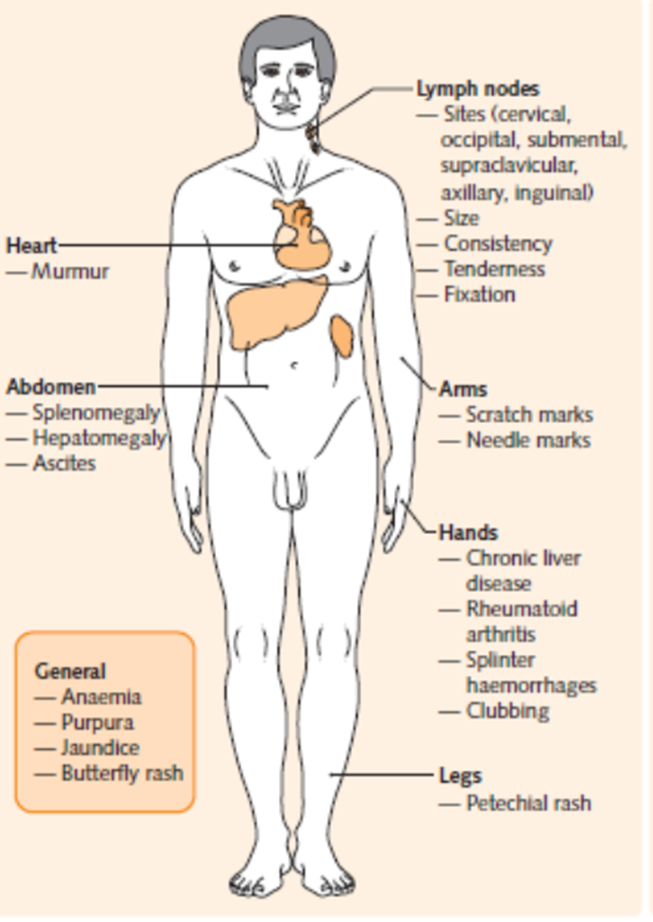 Lymph nodes
— Sites (cervical,
occipital, submental,
supraclavicular,
axillary, inguinal)
— Size
— Consistency
— Tenderness
— Fixation
Heart
— Murmur
Abdomen
— Splenomegaly
— Hepatomegaly
— Ascites
Arms
— Scratch marks
— Needle marks
Hands
— Chronic liver
disease
— Rheumatoid
arthritis
— Splinter
haemorrhages
— Clubbing
General
— Anaemia
— Purpura
— Jaundice
— Butterfly rash
Legs
— Petechial rash